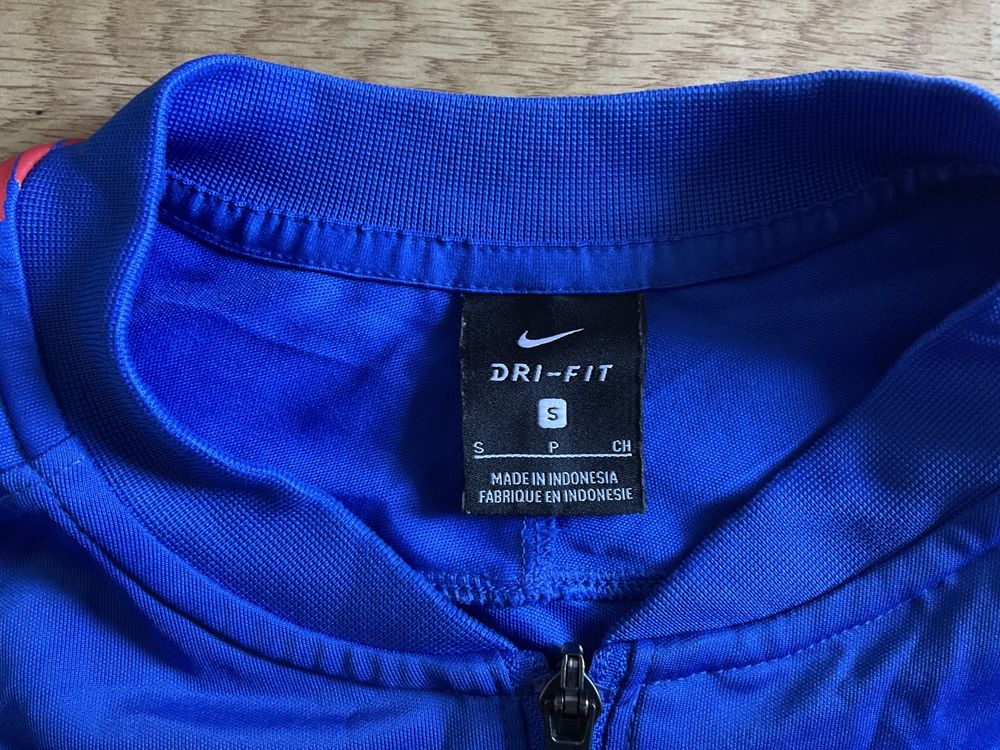 DRI-FIT
S
S P CH
MADE IN INDONESIA
FABRIQUE EN INDONESIE